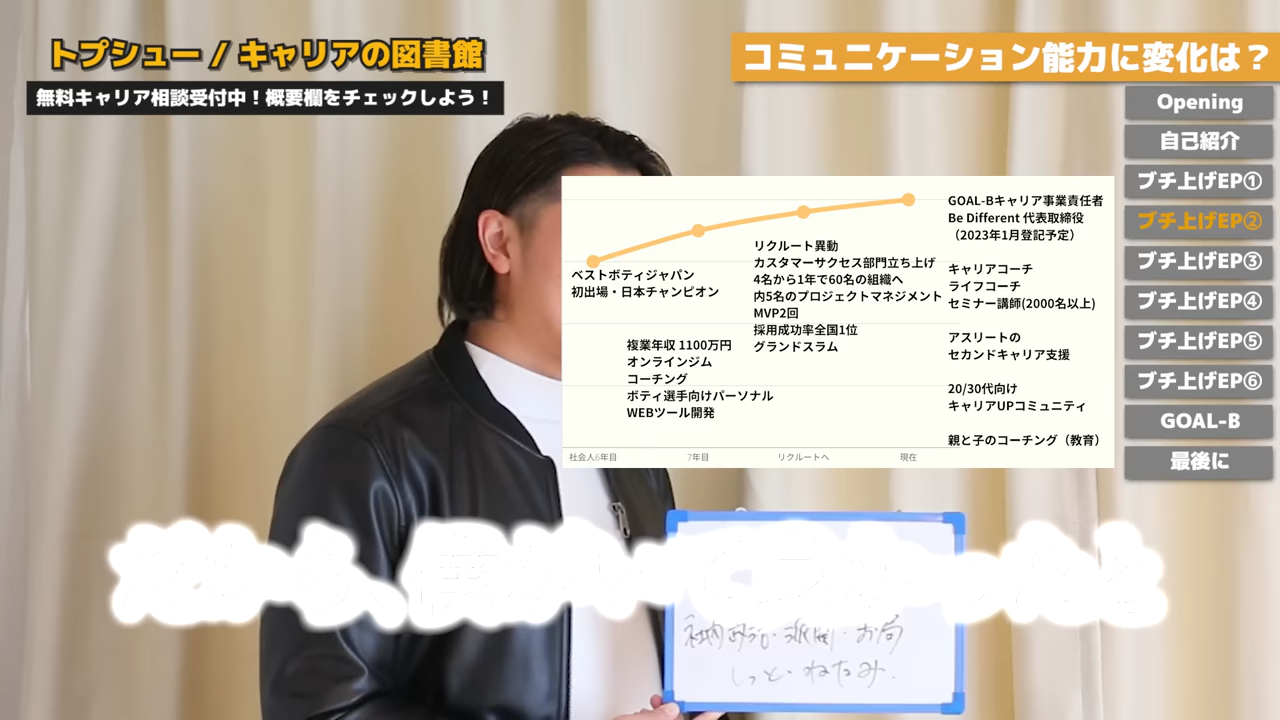 トプシュー / キャリアの図書館
無料キャリア相談受付中！概要欄をチェックしよう！
コミュニケーション能力に変化は？
Opening
自己紹介
ブチ上げEP①
ブチ上げEP②
ブチ上げEP③
ブチ上げEP④
ブチ上げEP⑤
ブチ上げEP⑥
GOAL-B
最後に
ベストボティジャパン
初出場・日本チャンピオン
複業年収 1100万円
オンラインジム
コーチング
ボティ選手向けパーソナル
WEBツール開発
リクルート異動
カスタマーサクセス部門立ち上げ
4名から1年で60名の組織へ
内5名のプロジェクトマネジメント
MVP2回
採用成功率全国1位
グランドスラム
GOAL-Bキャリア事業責任者
Be Different 代表取締役
（2023年1月登記予定）
キャリアコーチ
ライフコーチ
セミナー講師(2000名以上)
アスリートの
セカンドキャリア支援
20/30代向け
キャリアUPコミュニティ
親と子のコーチング（教育）
社会人6年目
7年目
リクルートへ
現在
社内政治・派閥・お局
しっと・ねたみ.